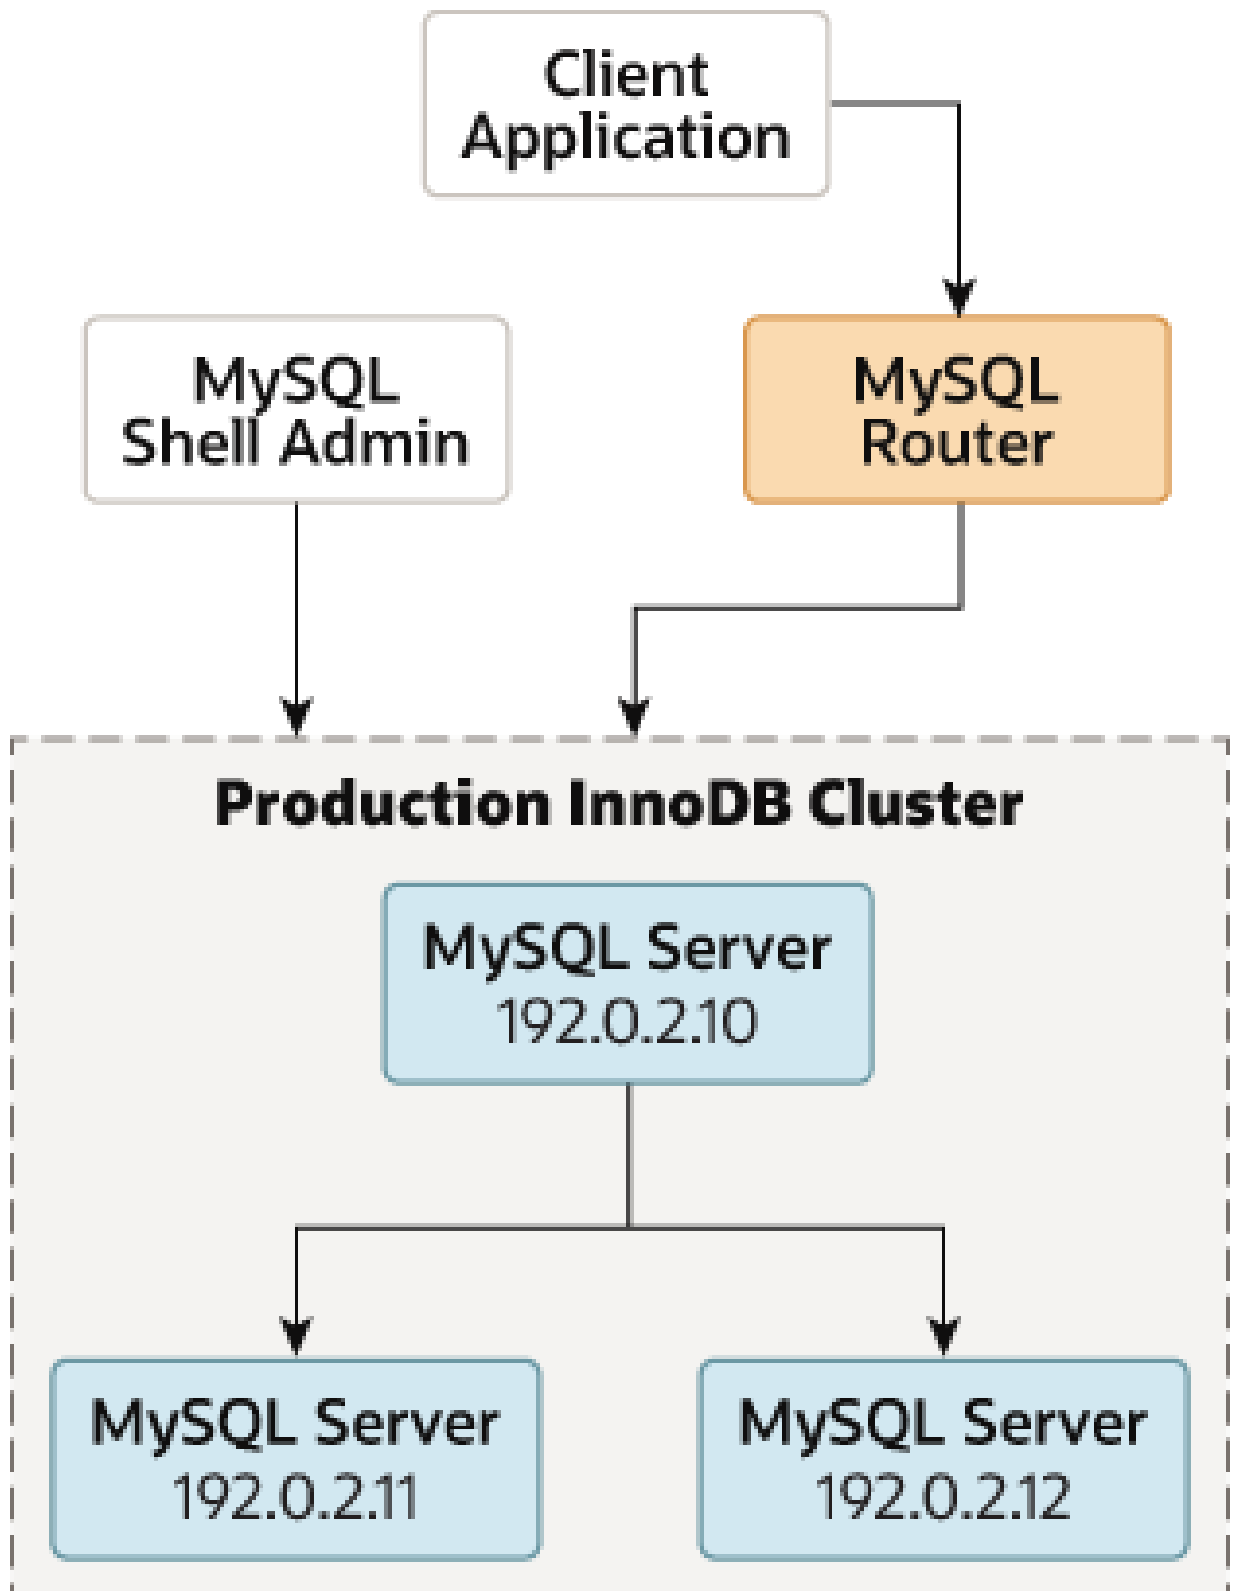 Client
Application
MySQL
Shell Admin
MySQL
Router
Production InnoDB Cluster
MySQL Server
192.0.2.10
MySQL Server
192.0.2.11
MySQL Server
192.0.2.12